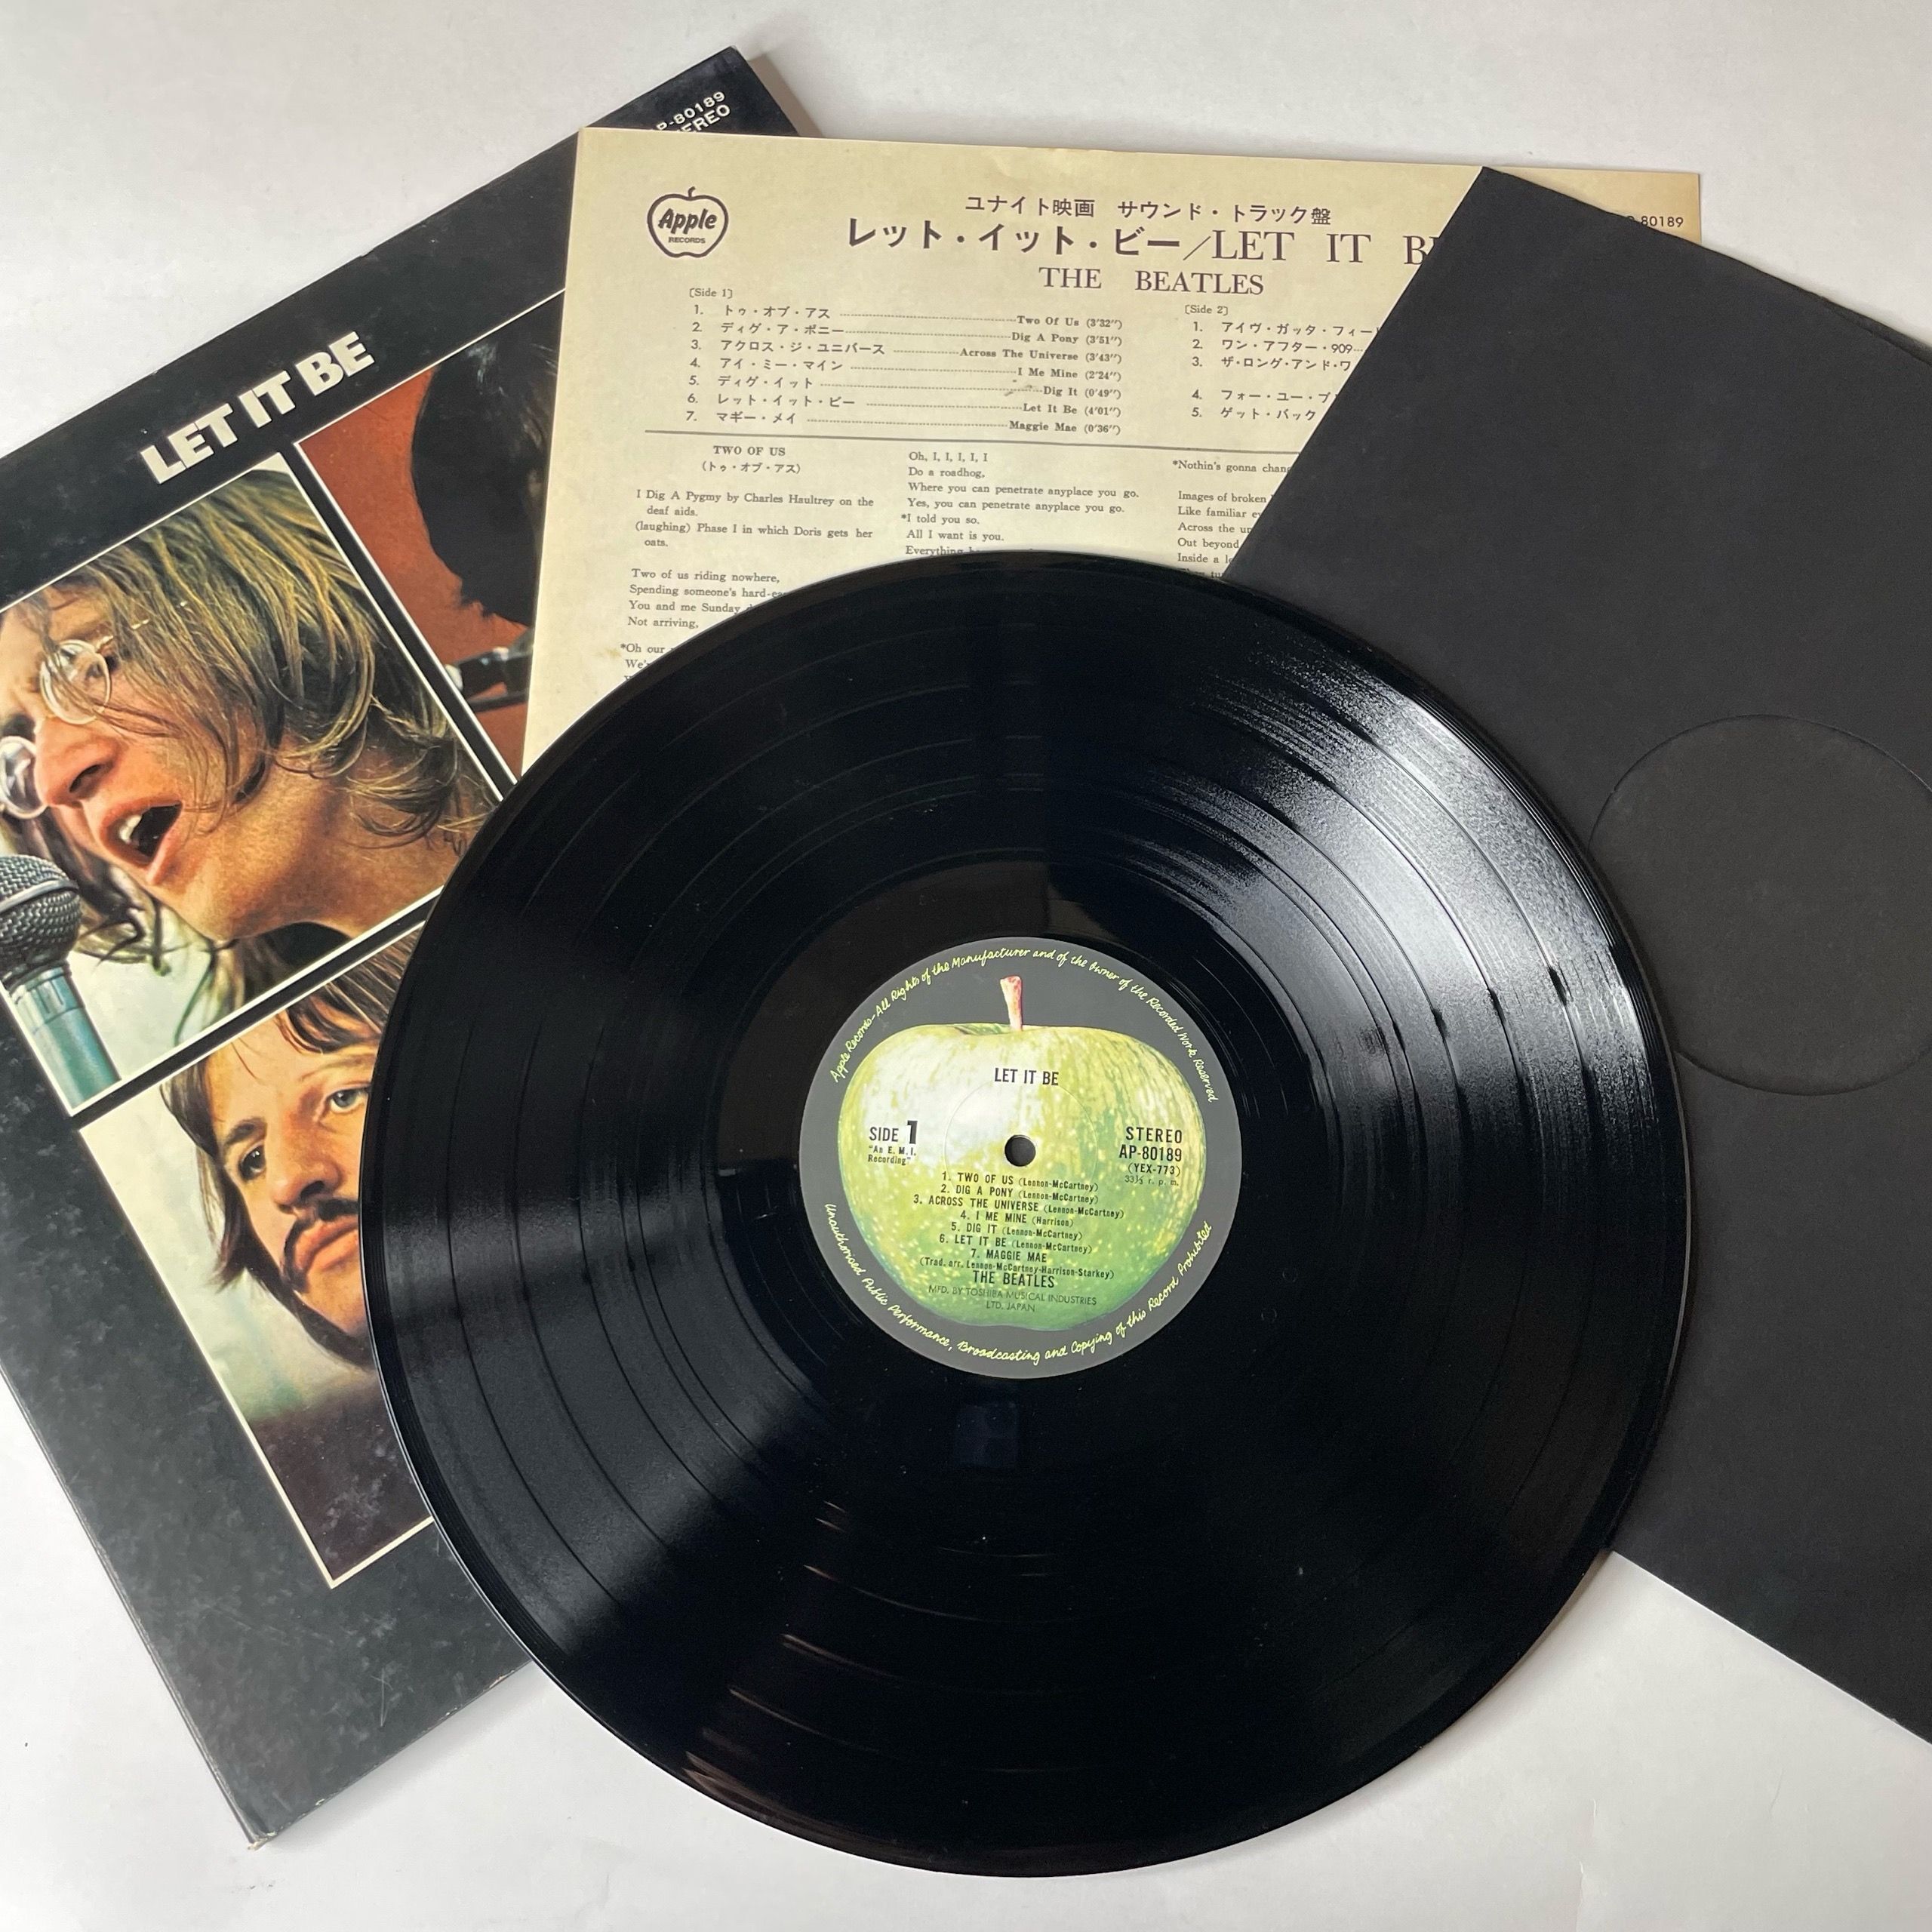 P-80189
EREO
LET IT BE
Apple
RECORDS
ユナイト映画 サウンド・トラック盤
80189
レット・イット・ビー/LET IT B
THE BEATLES
[Side 1]
1. トゥ・オブ・アス Two Of Us (3'32'')
2. ディグ・ア・ポニー Dig A Pony (3'51'')
3. アクロス・ジ・ユニバース Across The Universe (3'43'')
4. アイ・ミー・マイン I Me Mine (2'24'')
5. ディグ・イット Dig It (0'49'')
6. レット・イット・ビー Let It Be (4'01'')
7. マギー・メイ Maggie Mae (0'36'')
[Side 2]
1. アイヴ・ガッタ・フィー
2. ワン・アフター・909
3. ザ・ロング・アンド・ワ
4. フォー・ユー・ブ
5. ゲット・バック
TWO OF US
(トゥ・オブ・アス)
I Dig A Pygmy by Charles Haultrey on the
deaf aids.
(laughing) Phase I in which Doris gets her
oats.
Two of us riding nowhere,
Spending someone's hard-ea
You and me Sunday
Not arriving,
*Oh our
We'
Oh, I, I, I, I, I
Do a roadhog,
Where you can penetrate anyplace you go.
Yes, you can penetrate anyplace you go.
*I told you so.
All I want is you.
Everything
*Nothin's gonna chan
Images of broken
Like familiar
Across the
Out beyond
Inside a
Apple Records-All Rights of the Manufacturer and of the Owner of the Recorded Work Reserved
LET IT BE
SIDE 1
"An E.M.I.
Recording"
STEREO
AP-80189
(YEX-773)
33⅓ r.p.m.
1. TWO OF US (Lennon-McCartney)
2. DIG A PONY (Lennon-McCartney)
3. ACROSS THE UNIVERSE (Lennon-McCartney)
4. I ME MINE (Harrison)
5. DIG IT (Lennon-McCartney)
6. LET IT BE (Lennon-McCartney)
7. MAGGIE MAE
(Trad. arr. Lennon-McCartney-Harrison-Starkey)
THE BEATLES
MFD. BY TOSHIBA MUSICAL INDUSTRIES
LTD. JAPAN
Unauthorised Public Performance, Broadcasting and Copying of this Record Prohibited